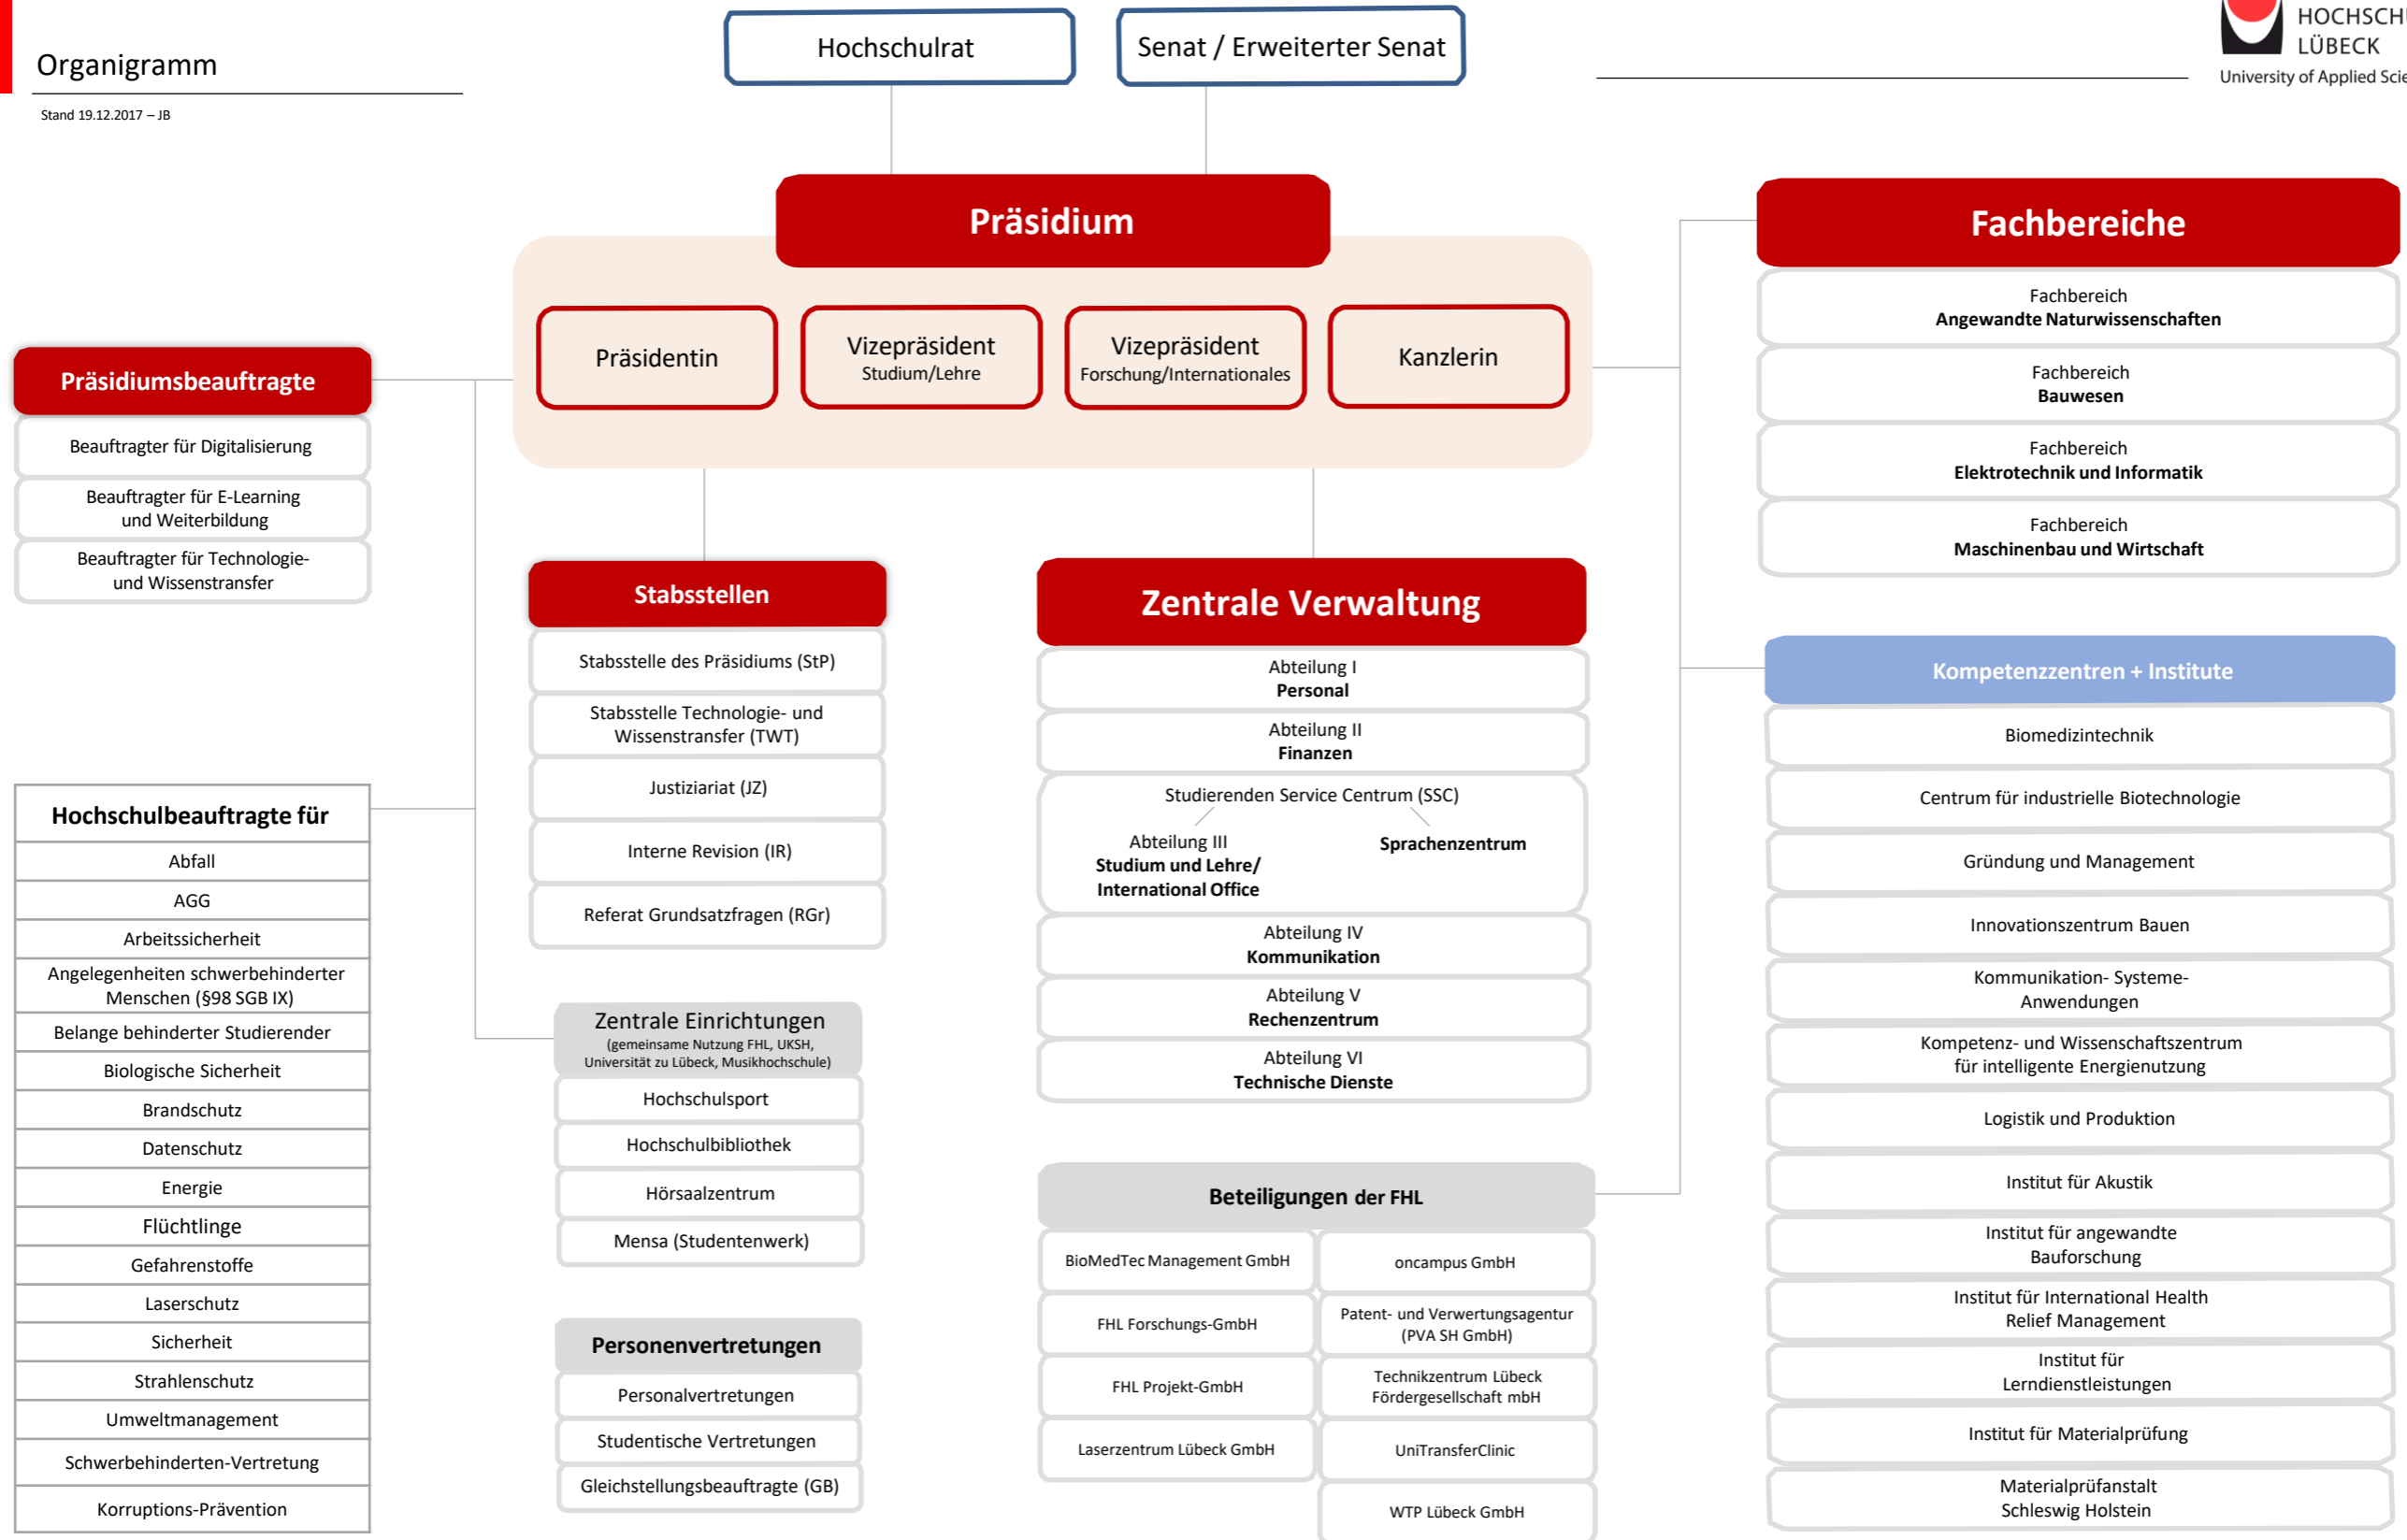 Organigramm
Stand 19.12.2017 – JB
Hochschulrat
Senat / Erweiterter Senat
LÜBECK
University of Applied
Präsidium
Präsidentin
Vizepräsident
Studium/Lehre
Vizepräsident
Forschung/Internationales
Kanzlerin
Präsidiumsbeauftragte
Beauftragter für Digitalisierung
Beauftragter für E-Learning
und Weiterbildung
Beauftragter für Technologie-
und Wissenstransfer
Hochschulbeauftragte für
Abfall
AGG
Arbeitssicherheit
Angelegenheiten schwerbehinderter
Menschen (§98 SGB IX)
Belange behinderter Studierender
Biologische Sicherheit
Brandschutz
Datenschutz
Energie
Flüchtlinge
Gefahrenstoffe
Laserschutz
Sicherheit
Strahlenschutz
Umweltmanagement
Schwerbehinderten-Vertretung
Korruptions-Prävention
Stabsstellen
Stabsstelle des Präsidiums (StP)
Stabsstelle Technologie- und
Wissenstransfer (TWT)
Justiziariat (JZ)
Interne Revision (IR)
Referat Grundsatzfragen (RGr)
Zentrale Einrichtungen
(gemeinsame Nutzung FHL, UKSH,
Universität zu Lübeck, Musikhochschule)
Hochschulsport
Hochschulbibliothek
Hörsaalzentrum
Mensa (Studentenwerk)
Personenvertretungen
Personalvertretungen
Studentische Vertretungen
Gleichstellungsbeauftragte (GB)
Zentrale Verwaltung
Abteilung I
Personal
Abteilung II
Finanzen
Studierenden Service Centrum (SSC)
Abteilung III
Studium und Lehre/
International Office
Sprachenzentrum
Abteilung IV
Kommunikation
Abteilung V
Rechenzentrum
Abteilung VI
Technische Dienste
Beteiligungen der FHL
BioMedTec Management GmbH
FHL Forschungs-GmbH
FHL Projekt-GmbH
Laserzentrum Lübeck GmbH
oncampus GmbH
Patent- und Verwertungsagentur
(PVA SH GmbH)
Technikzentrum Lübeck
Fördergesellschaft mbH
UniTransferClinic
WTP Lübeck GmbH
Fachbereiche
Fachbereich
Angewandte Naturwissenschaften
Fachbereich
Bauwesen
Fachbereich
Elektrotechnik und Informatik
Fachbereich
Maschinenbau und Wirtschaft
Kompetenzzentren + Institute
Biomedizintechnik
Centrum für industrielle Biotechnologie
Gründung und Management
Innovationszentrum Bauen
Kommunikation- Systeme-
Anwendungen
Kompetenz- und Wissenschaftszentrum
für intelligente Energienutzung
Logistik und Produktion
Institut für Akustik
Institut für angewandte
Bauforschung
Institut für International Health
Relief Management
Institut für
Lerndienstleistungen
Institut für Materialprüfung
Materialprüfanstalt
Schleswig Holstein